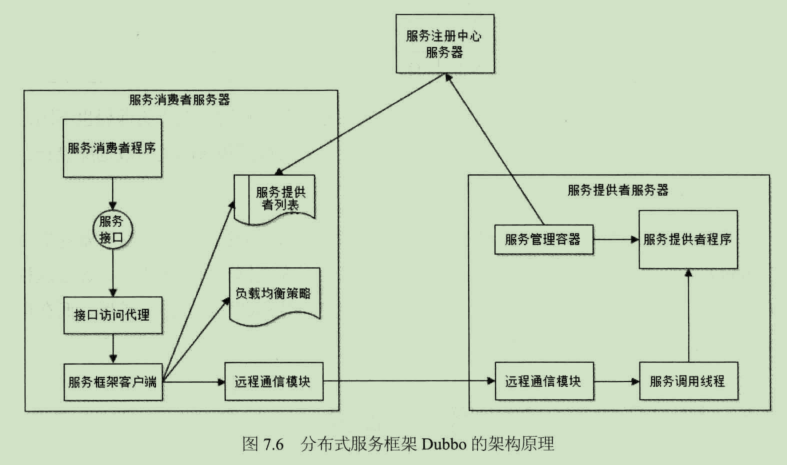 服务注册中心
服务器
服务消费者服务器
服务消费者程序
服务
接口
接口访问代理
服务框架客户端
服务提供
者列表
负载均衡策略
远程通信模块
服务提供者服务器
服务管理容器
服务提供者程序
远程通信模块
服务调用线程
图 7.6 分布式服务框架 Dubbo 的架构原理